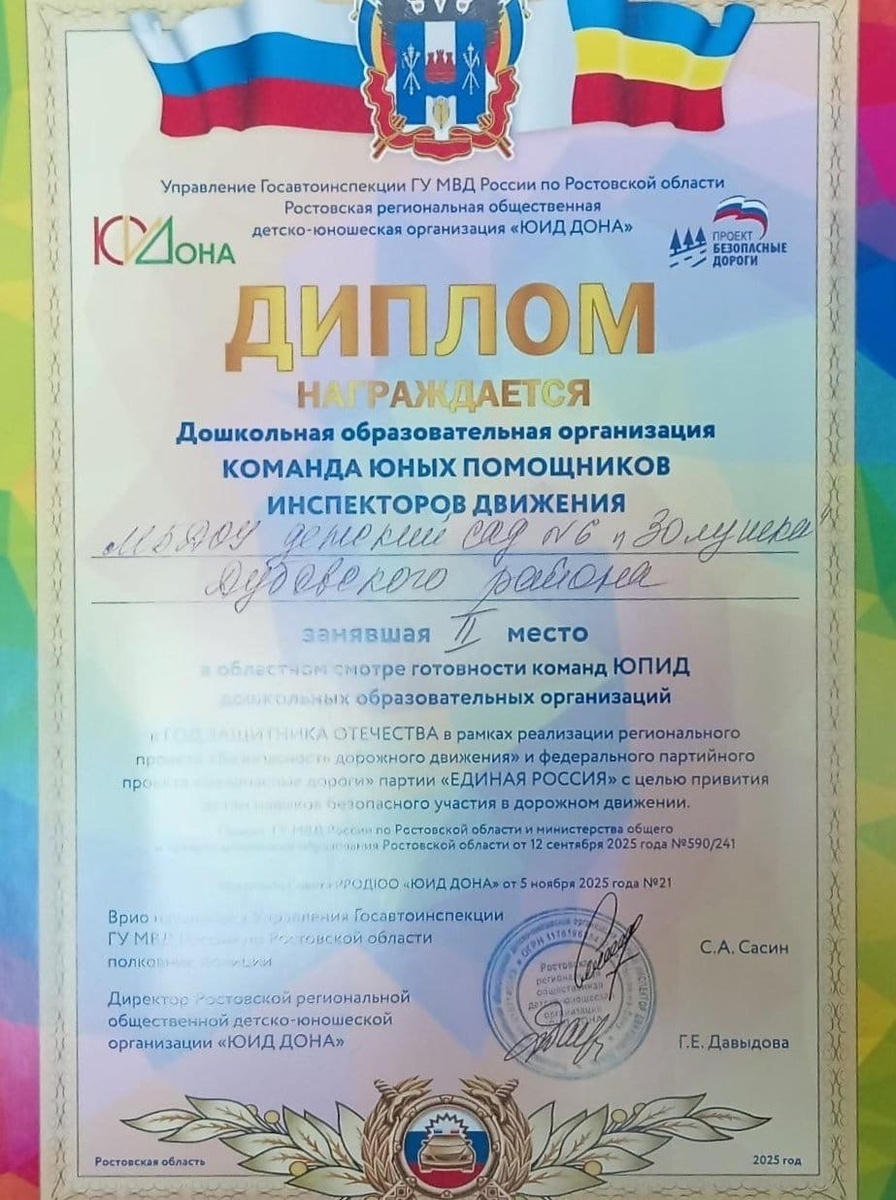 Управление Госавтоинспекции ГУ МВД России по Ростовской области
Ростовская региональная общественная
детско-юношеская организация «ЮИД ДОНА»
ЮИДДОНА
ПРОЕКТ
БЕЗОПАСНЫЕ
ДОРОГИ
ДИПЛОМ
НАГРАЖДАЕТСЯ
Дошкольная образовательная организация
КОМАНДА ЮНЫХ ПОМОЩНИКОВ
ИНСПЕКТОРОВ ДВИЖЕНИЯ
МБДОУ детский сад №6 "Золушка"
Дубовского района
занявшая II место
в областном смотре готовности команд ЮПИД
дошкольных образовательных организаций
«ГОД ЗАЩИТНИКА ОТЕЧЕСТВА в рамках реализации регионального
проекта «Безопасность дорожного движения» и федерального партийного
проекта «Безопасные дороги» партии «ЕДИНАЯ РОССИЯ» с целью привития
навыков безопасного участия в дорожном движении.
ГУ МВД России по Ростовской области и министерства общего
образования Ростовской области от 12 сентября 2025 года №590/241
Совета РРОДЮОО «ЮИД ДОНА» от 5 ноября 2025 года №21
Врио начальника Управления Госавтоинспекции
ГУ МВД России по Ростовской области
полковник полиции
С.А. Сасин
Директор Ростовской региональной
общественной детско-юношеской
организации «ЮИД ДОНА»
Г.Е. Давыдова
Ростовская область
2025 год